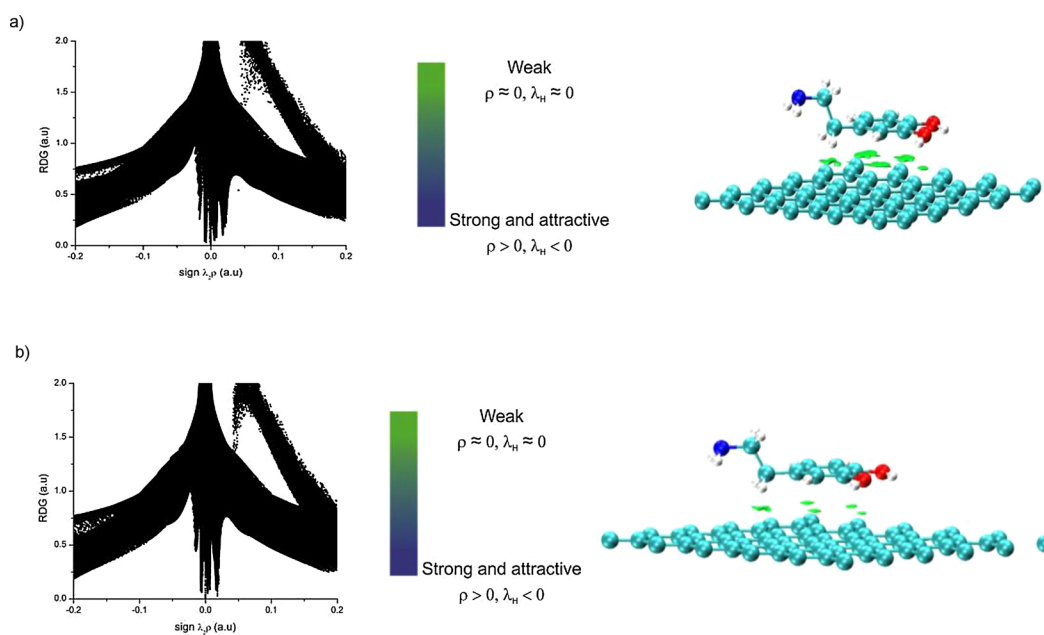 a)
2.0
1.5
1.0
0.5
0.0
RDG (a.u)
-0.2 -0.1 0.0 0.1 0.2
sign λ₂ρ (a.u)
Weak
ρ ≈ 0, λH ≈ 0
Strong and attractive
ρ > 0, λH < 0
b)
2.0
1.5
1.0
0.5
0.0
RDG (a.u)
-0.2 -0.1 0.0 0.1 0.2
sign λ₂ρ (a.u)
Weak
ρ ≈ 0, λH ≈ 0
Strong and attractive
ρ > 0, λH < 0